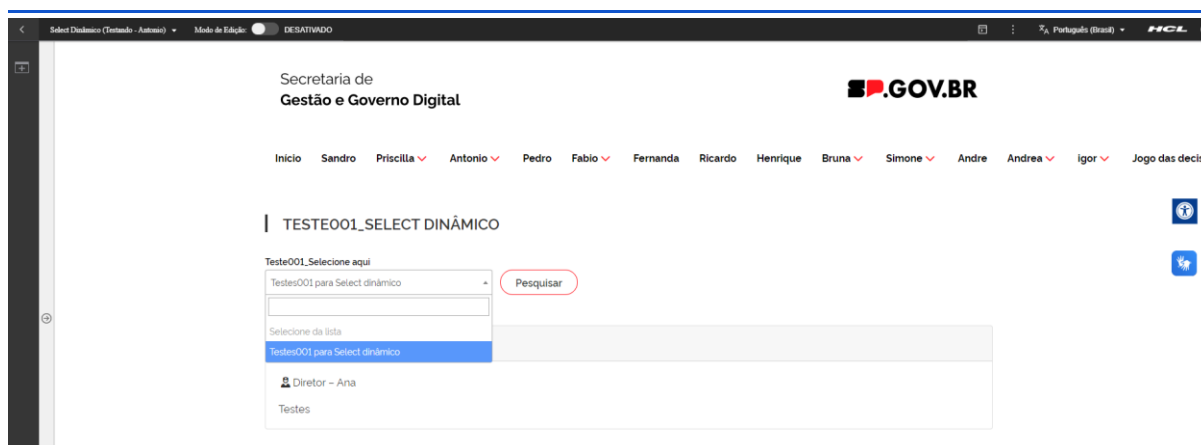 Select Dinâmico (Testando - Antonio) Modo de Edição: DESATIVADO Português (Brasil) HCL
Secretaria de
Gestão e Governo Digital
SP.GOV.BR
Início Sandro Priscilla Antonio Pedro Fabio Fernanda Ricardo Henrique Bruna Simone Andre Andrea igor Jogo das decis
TESTE001_SELECT DINÂMICO
Teste001_Selecione aqui
Testes001 para Select dinâmico Pesquisar
Selecione da lista
Testes001 para Select dinâmico
Diretor – Ana
Testes